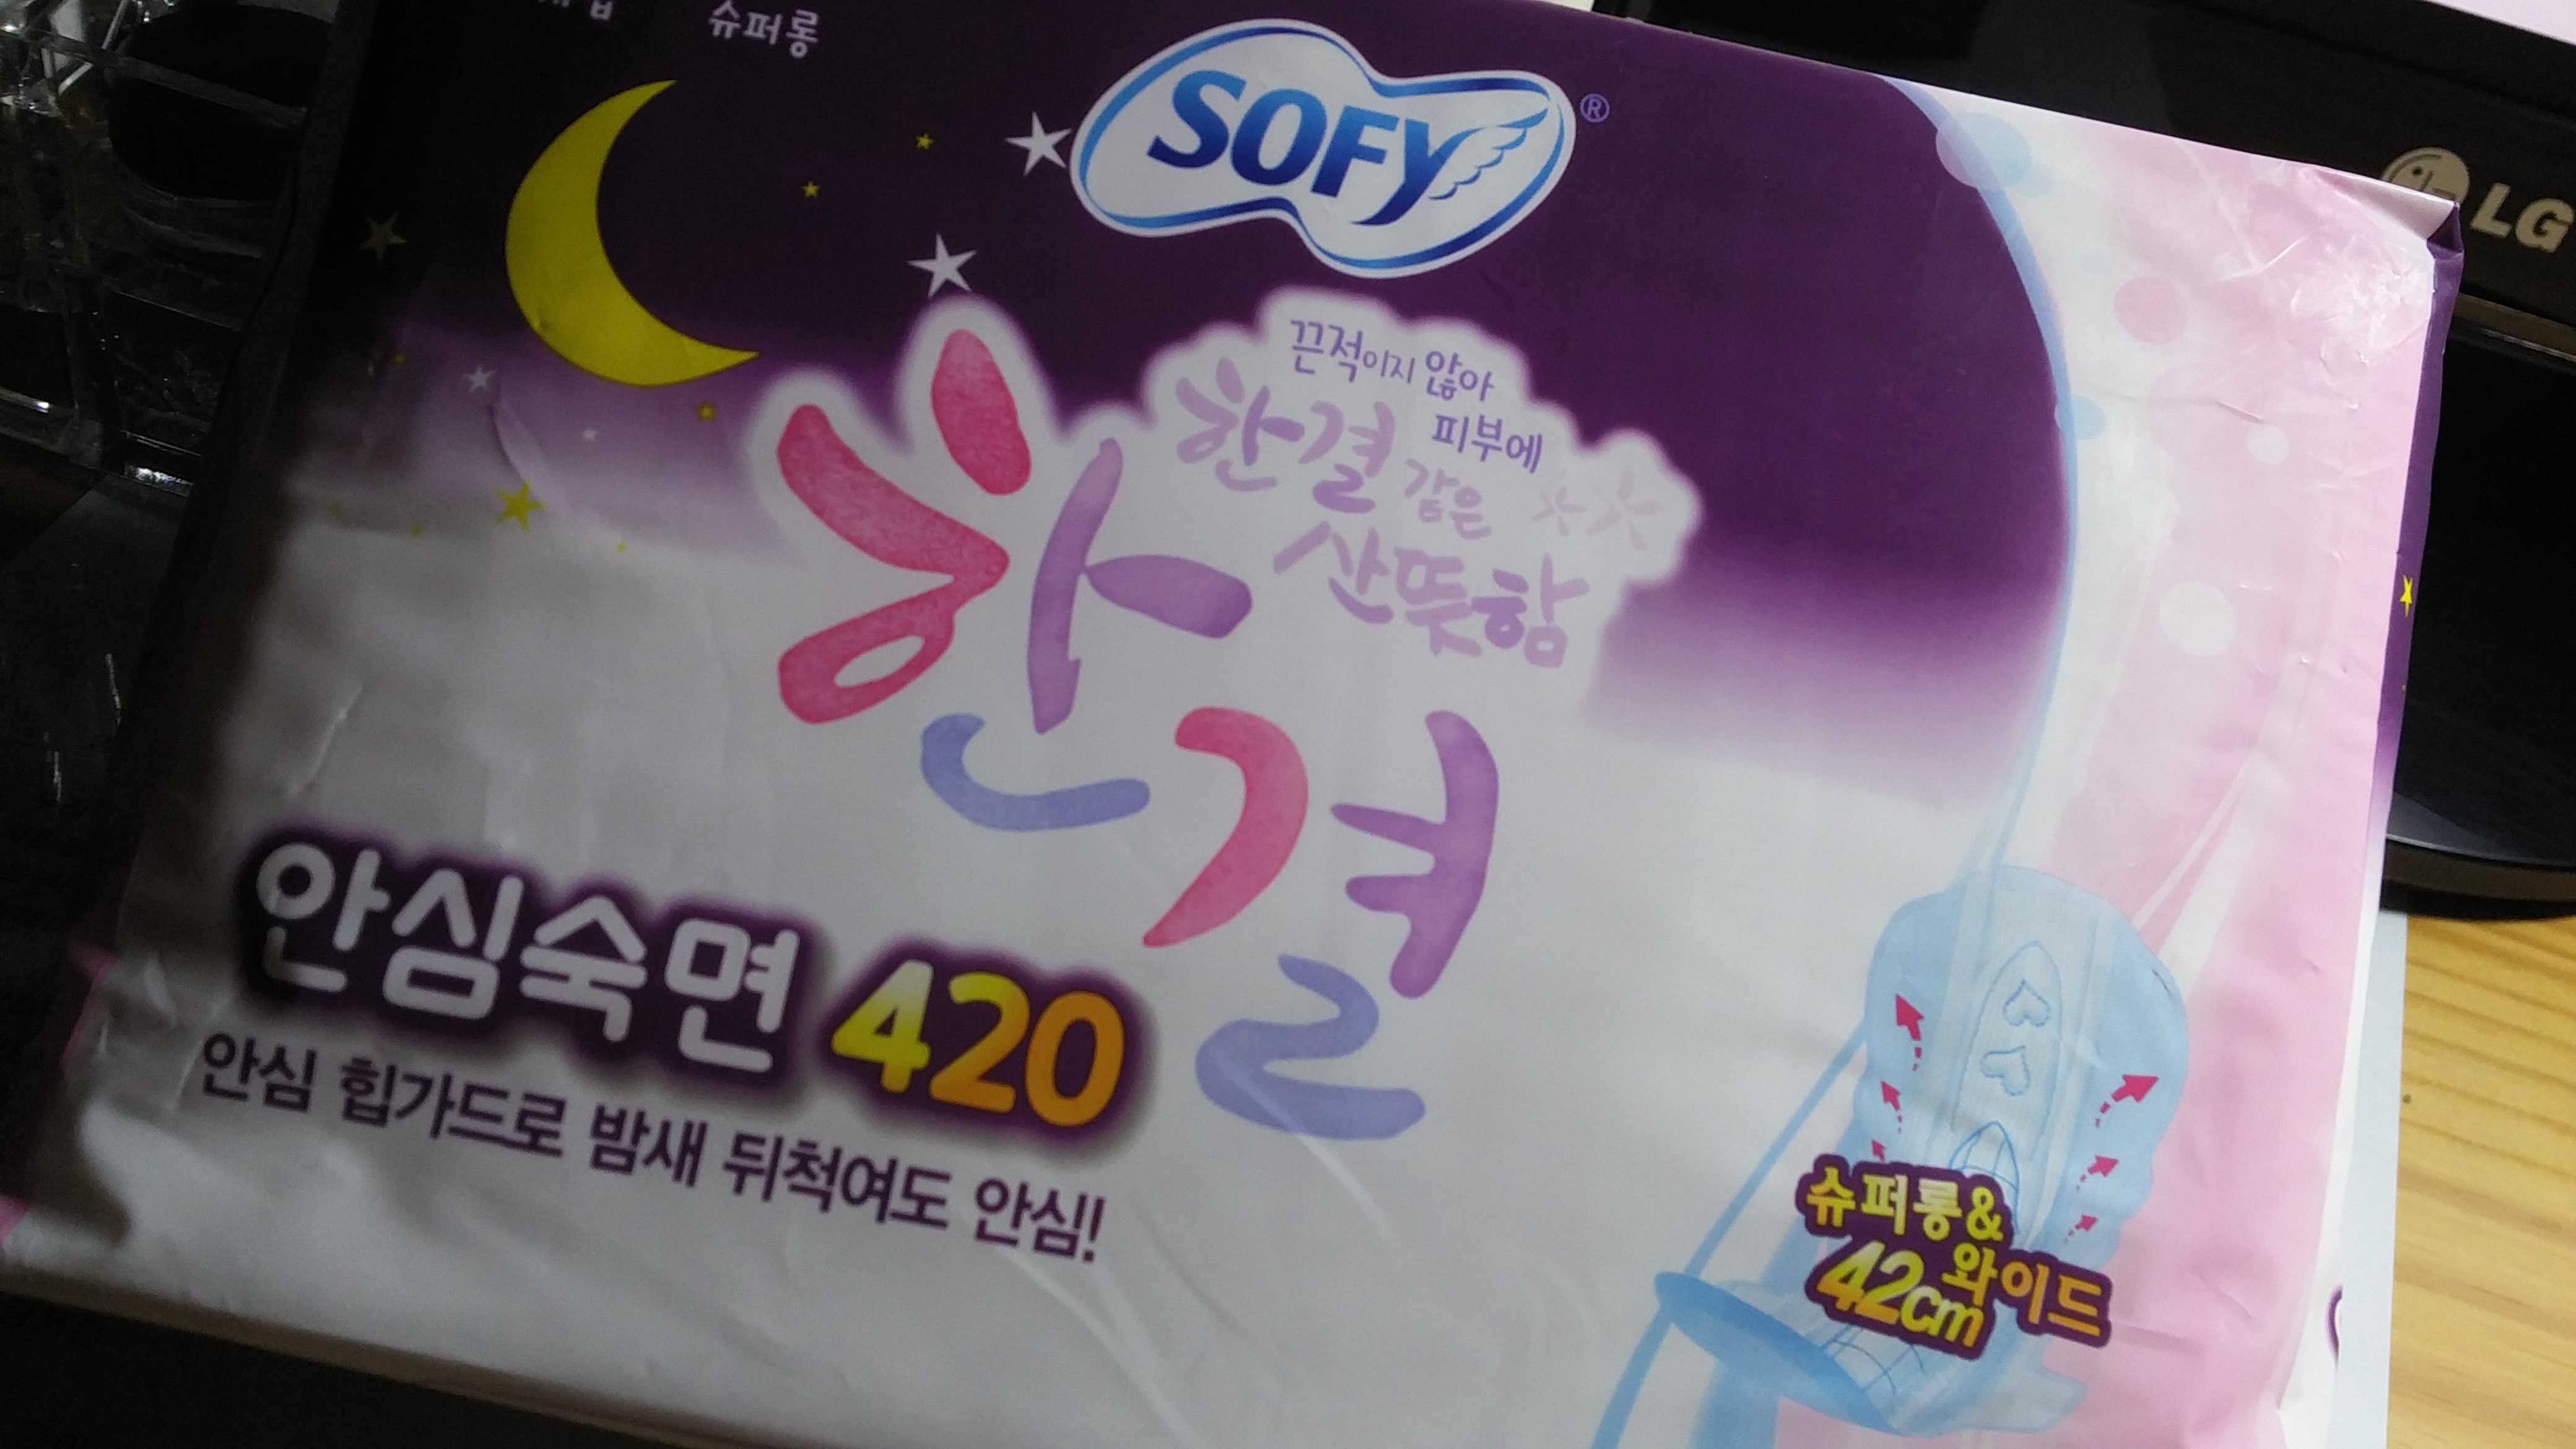 슈퍼롱
SOFY®
LG
끈적이지 않아
피부에
한결 같은
산뜻함
한결
안심숙면 420
안심 힙가드로 밤새 뒤척여도 안심!
슈퍼롱&
와이드
42cm